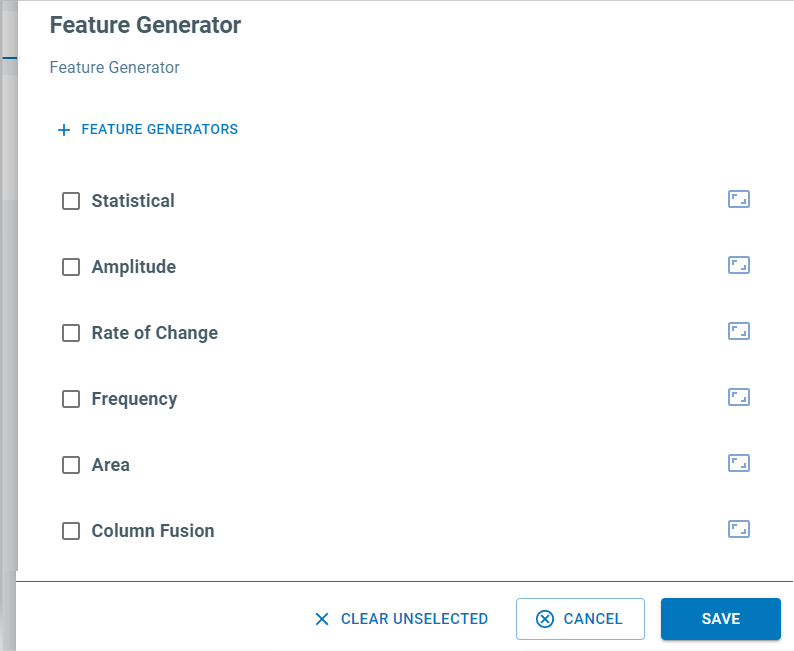 Feature Generator
Feature Generator
FEATURE GENERATORS
Statistical
Amplitude
Rate of Change
Frequency
Area
Column Fusion
CLEAR UNSELECTED CANCEL SAVE